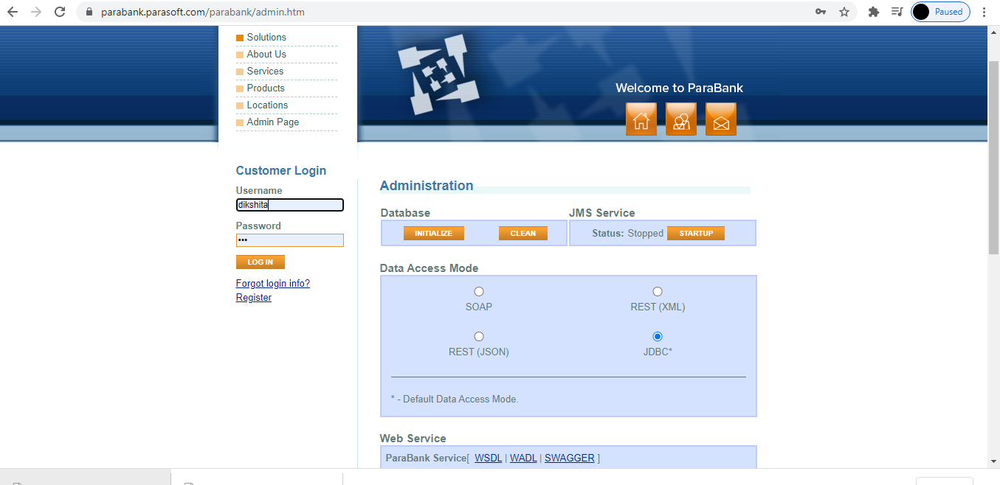 parabank.parasoft.com/parabank/admin.htm
Paused
Solutions
About Us
Services
Products
Locations
Admin Page
Welcome to ParaBank
Customer Login
Username
dikshita
Password
•••
LOG IN
Forgot login info?
Register
Administration
Database
INITIALIZE CLEAN
JMS Service
Status: Stopped STARTUP
Data Access Mode
SOAP REST (XML)
REST (JSON) JDBC*
* - Default Data Access Mode.
Web Service
ParaBank Service[ WSDL | WADL | SWAGGER ]